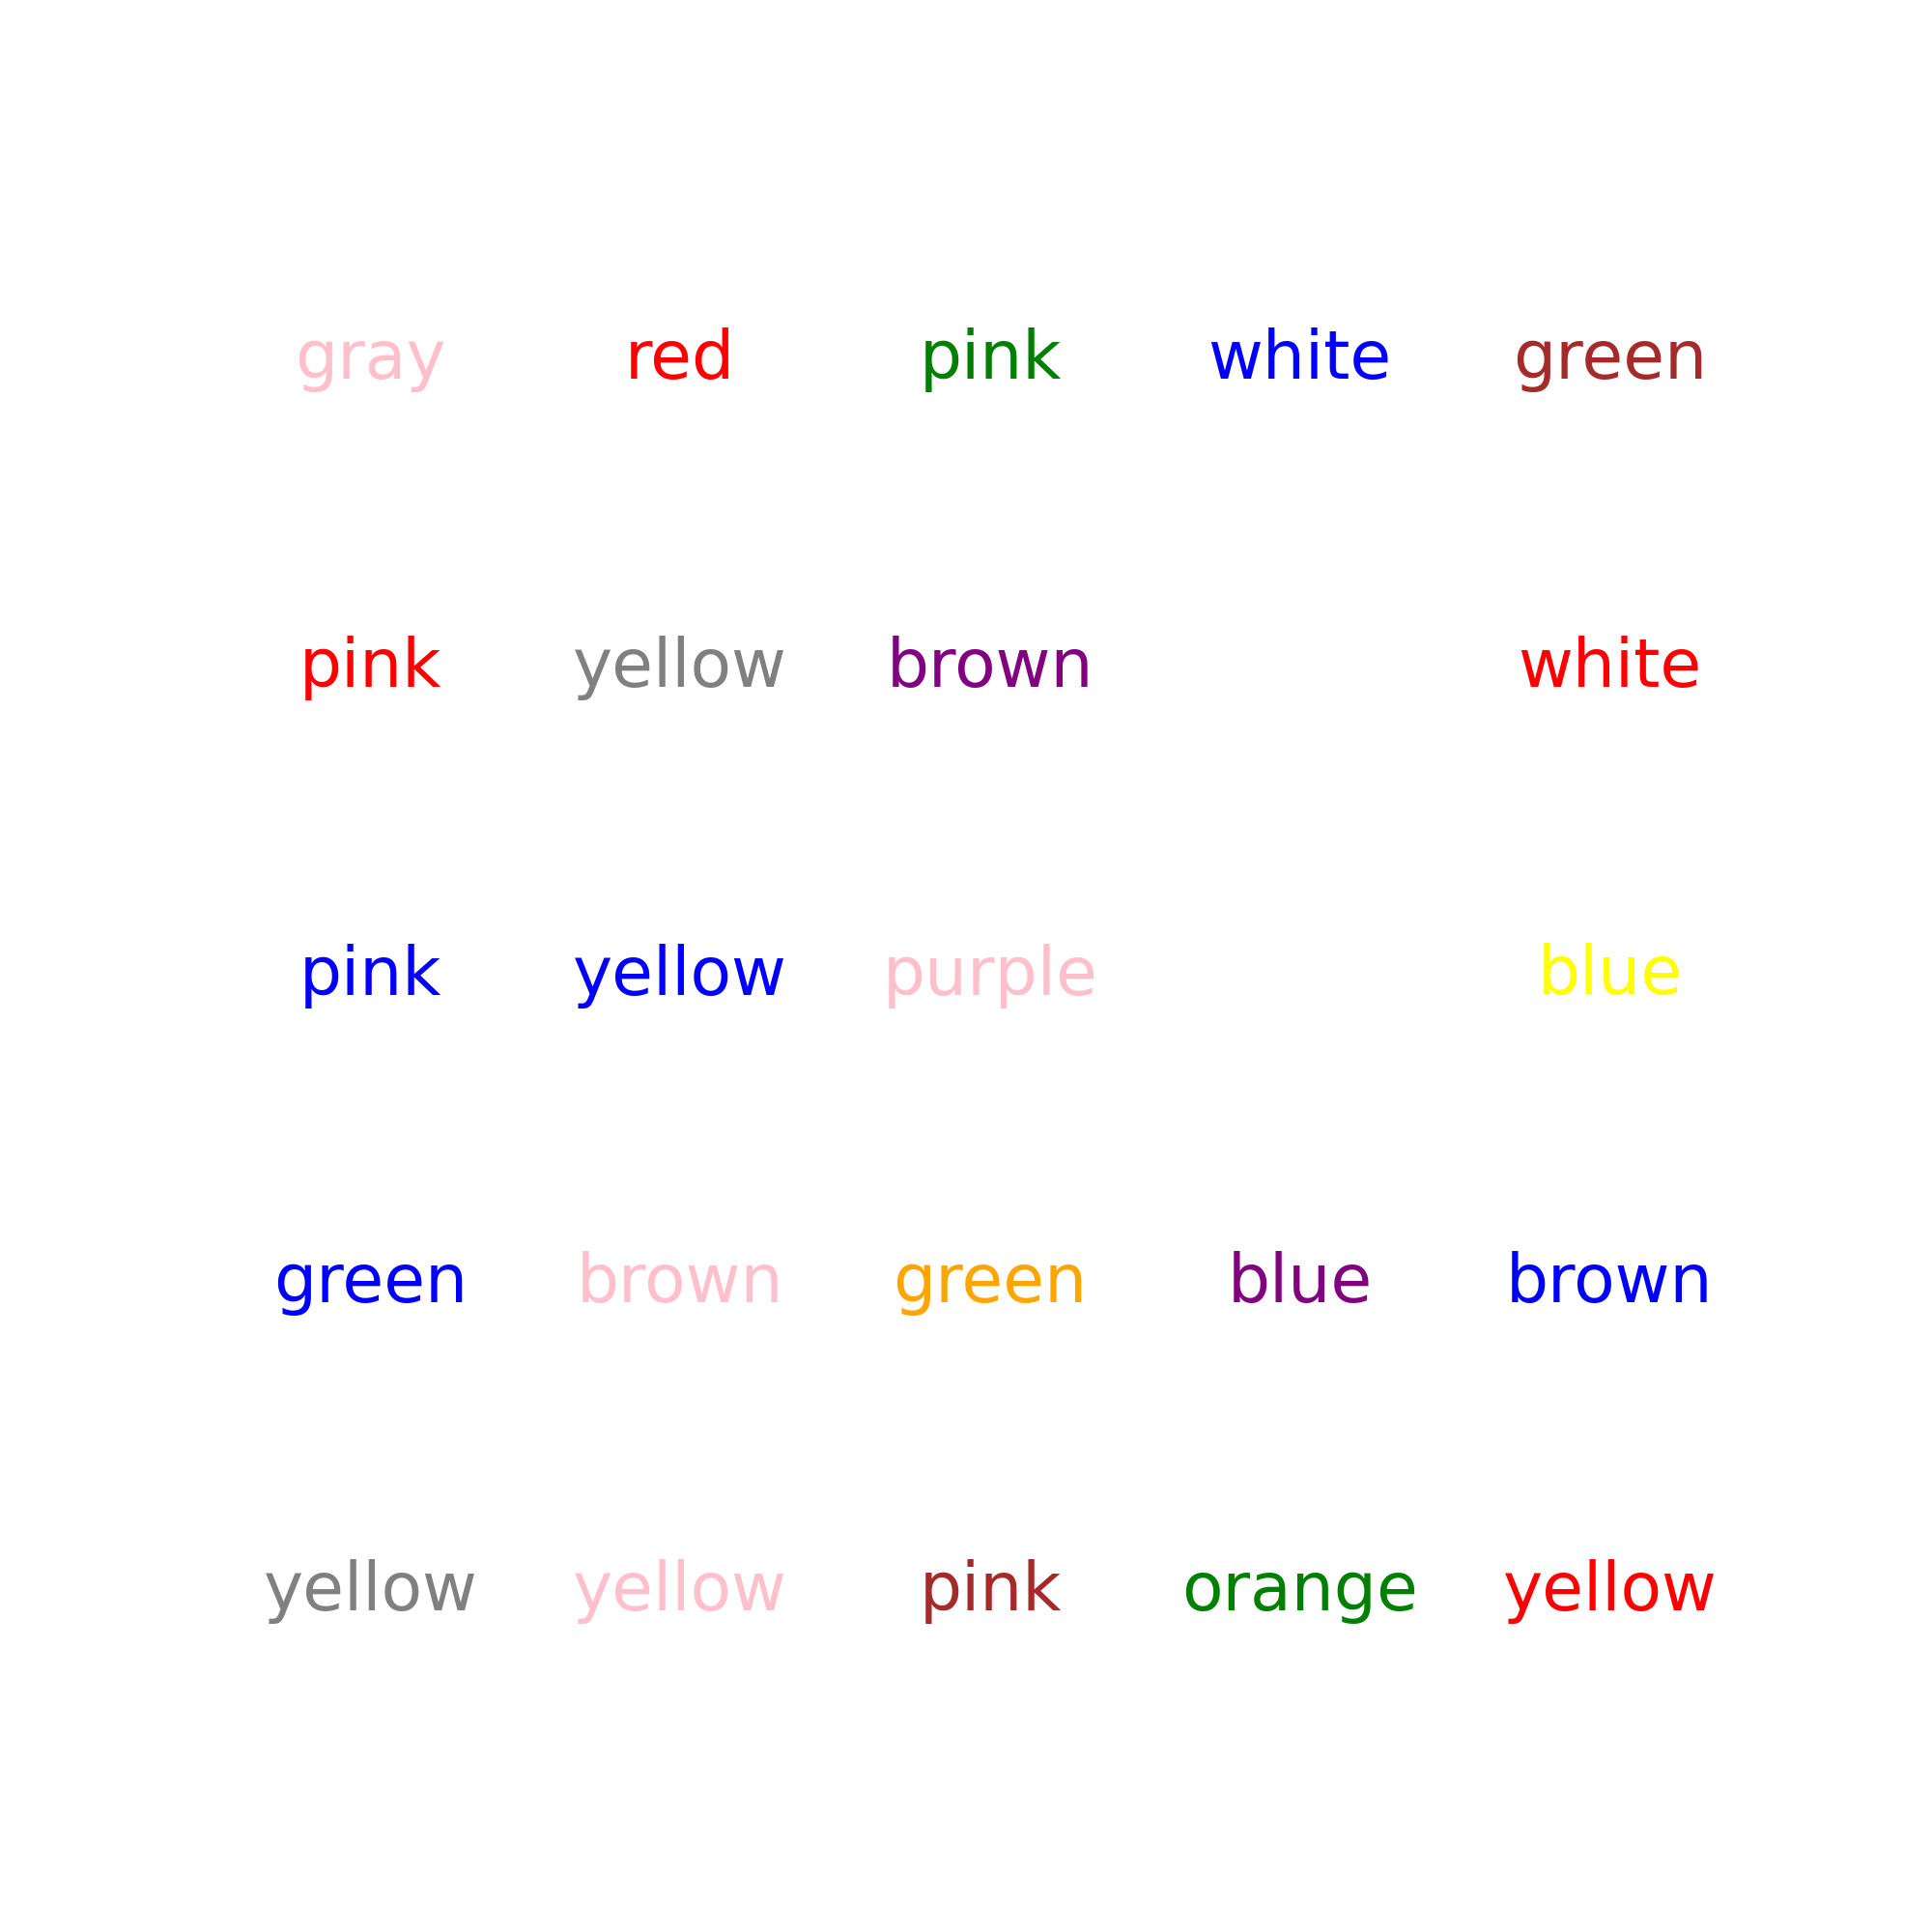 gray red pink white green
pink yellow brown white
pink yellow purple blue
green brown green blue brown
yellow yellow pink orange yellow